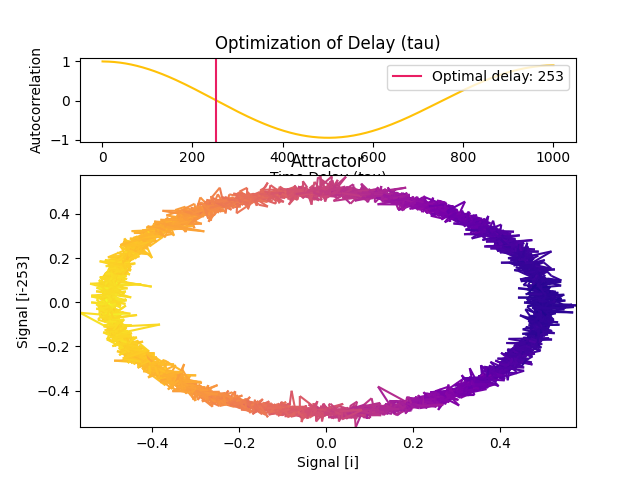 Optimization of Delay (tau)
Autocorrelation
1
0
−1
Optimal delay: 253
0 200 400 600 800 1000
Time Delay (tau)
Attractor
Signal [i-253]
0.4
0.2
0.0
−0.2
−0.4
−0.4 −0.2 0.0 0.2 0.4
Signal [i]